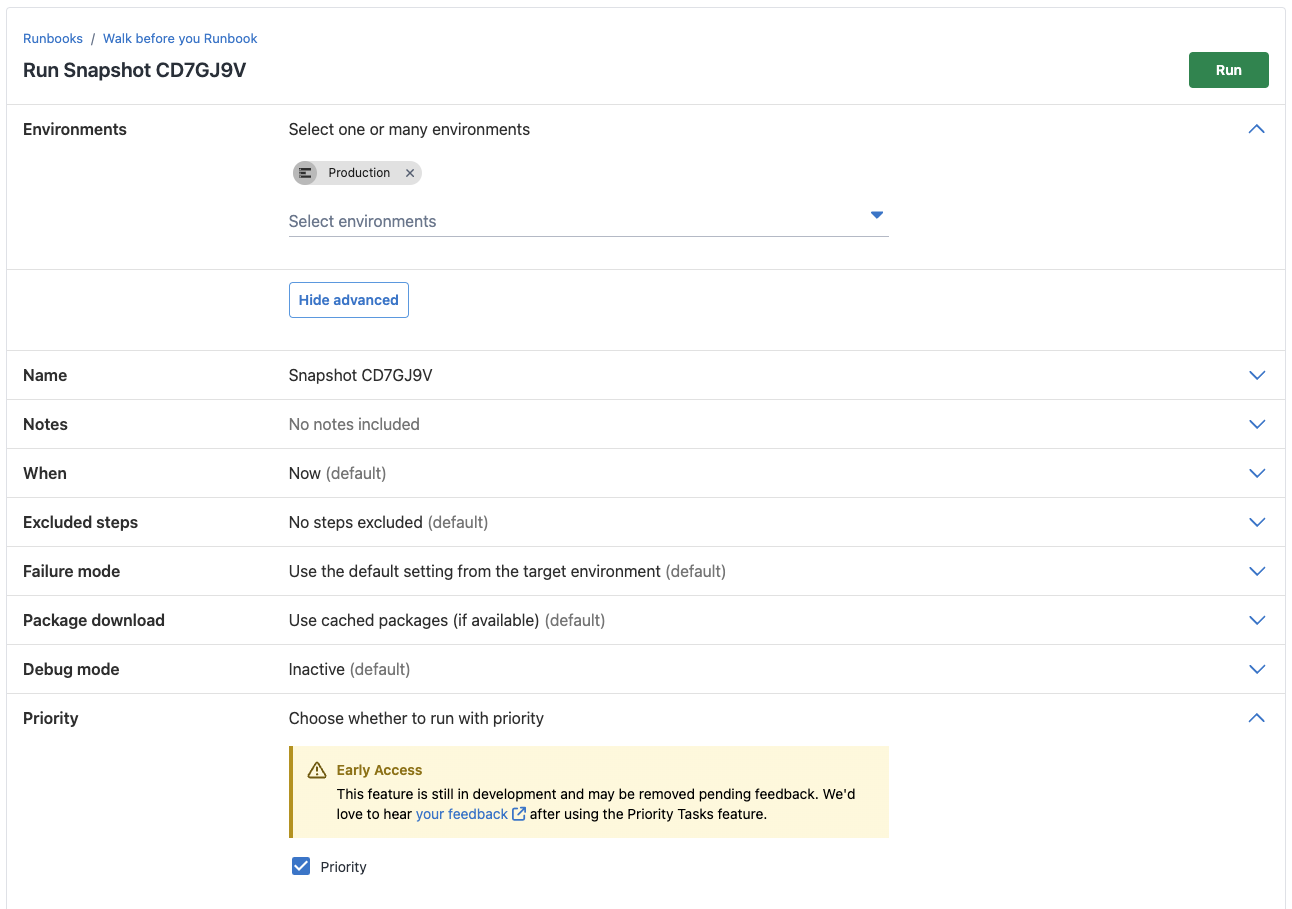 Runbooks / Walk before you Runbook
Run Snapshot CD7GJ9V
Run
Environments
Select one or many environments
Production
Select environments
Hide advanced
Name
Snapshot CD7GJ9V
Notes
No notes included
When
Now (default)
Excluded steps
No steps excluded (default)
Failure mode
Use the default setting from the target environment (default)
Package download
Use cached packages (if available) (default)
Debug mode
Inactive (default)
Priority
Choose whether to run with priority
Early Access
This feature is still in development and may be removed pending feedback. We'd
love to hear your feedback after using the Priority Tasks feature.
Priority